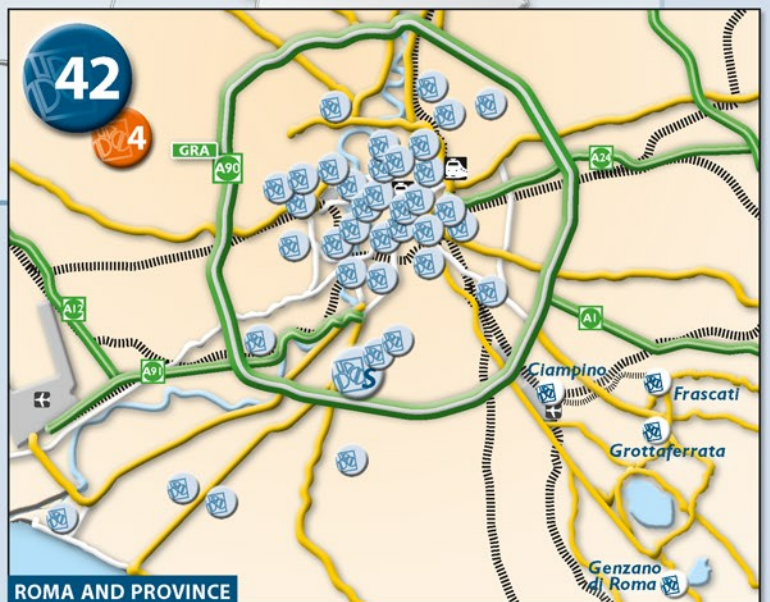 42
4
GRA
A90
A24
A12
A1
A91
S
Ciampino
Frascati
Grottaferrata
Genzano
di Roma
ROMA AND PROVINCE